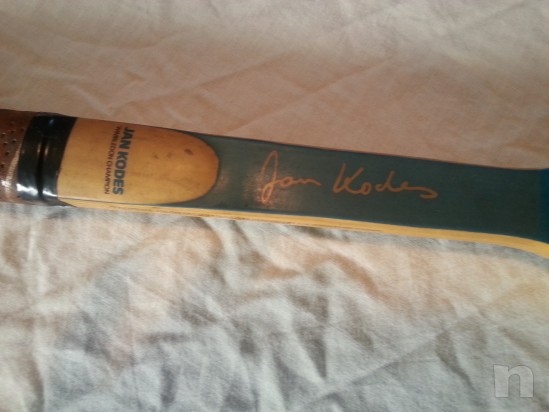 JAN KODES
WIMBLEDON CHAMPION
Jan Kodes
n